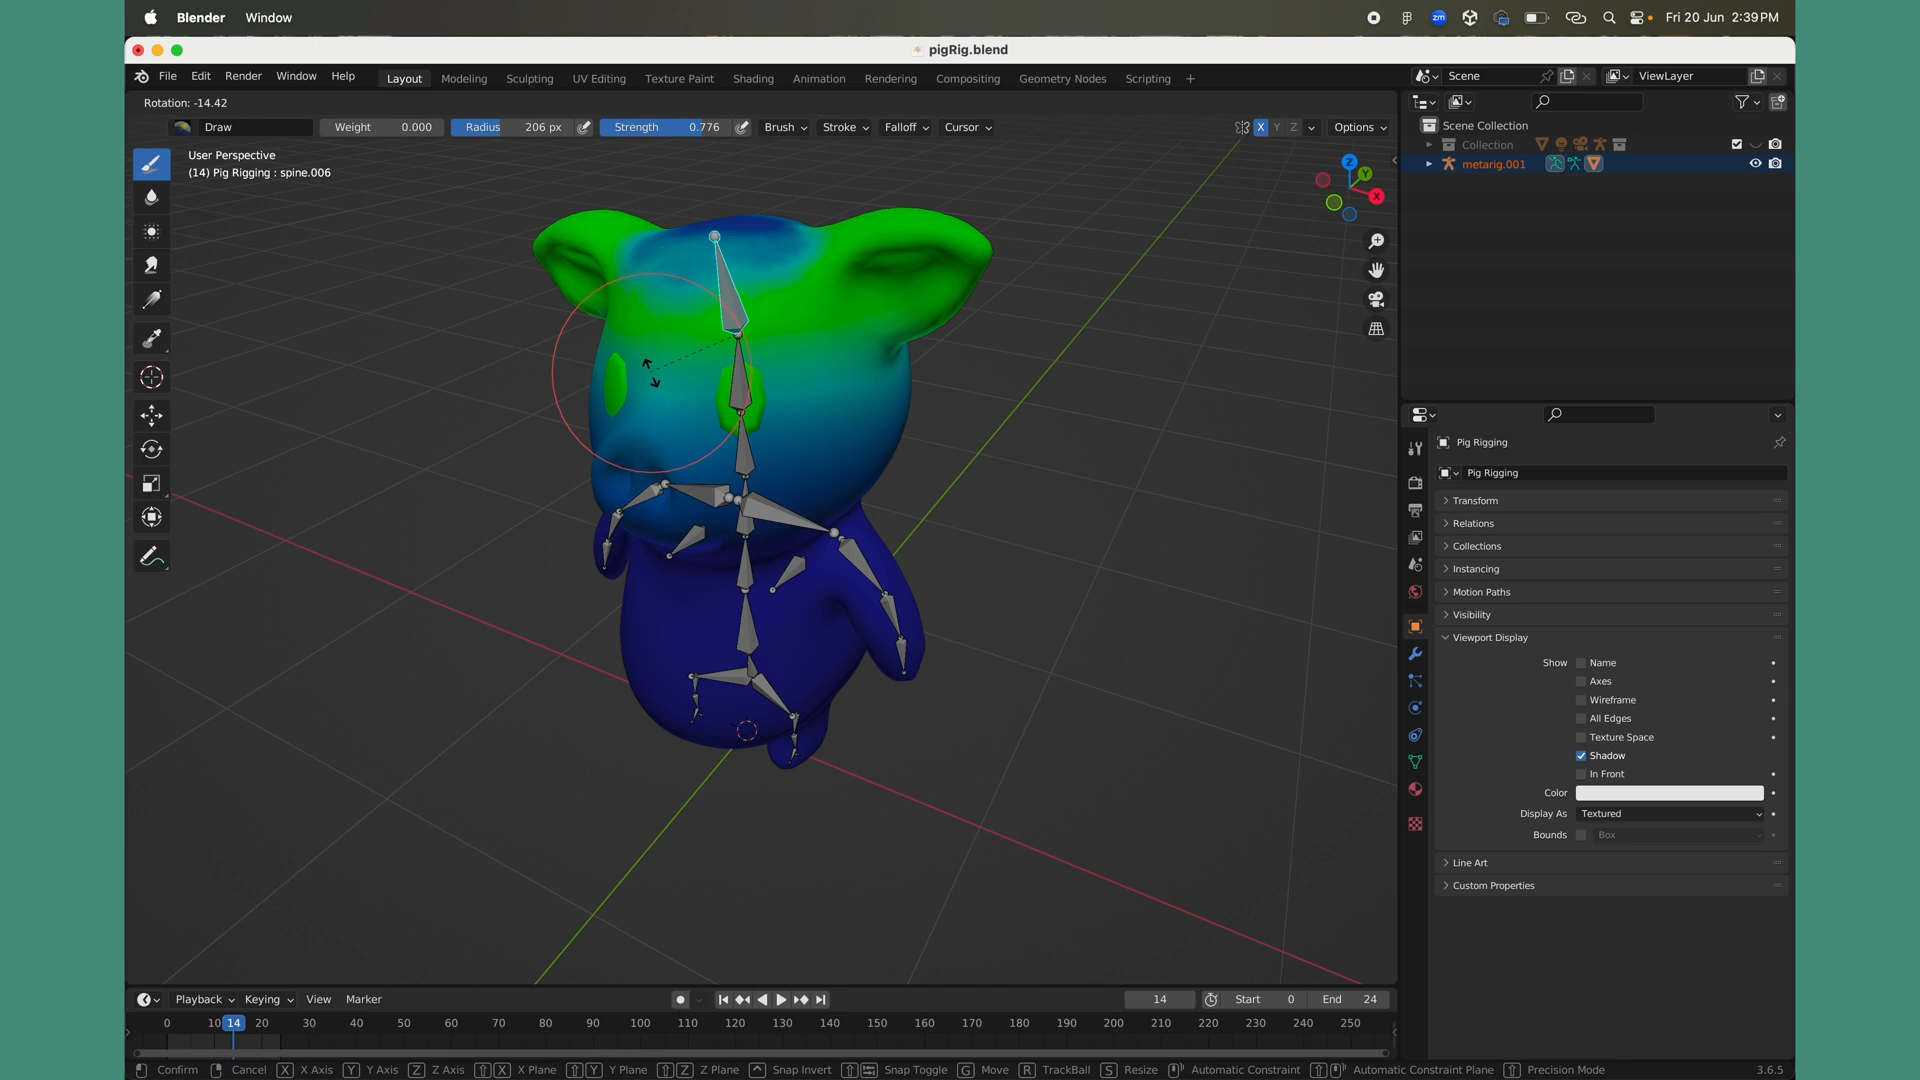 Blender Window
zm
Fri 20 Jun 2:39 PM
pigRig.blend
File Edit Render Window Help Layout Modeling Sculpting UV Editing Texture Paint Shading Animation Rendering Compositing Geometry Nodes Scripting +
Scene
ViewLayer
Rotation: -14.42
Draw
Weight 0.000
Radius 206 px
Strength 0.776
Brush Stroke Falloff Cursor
X Y Z
Options
User Perspective
(14) Pig Rigging : spine.006
Z
Y
X
Scene Collection
Collection
metarig.001
Pig Rigging
Pig Rigging
Transform
Relations
Collections
Instancing
Motion Paths
Visibility
Viewport Display
Show Name
Axes
Wireframe
All Edges
Texture Space
Shadow
In Front
Color
Display As Textured
Bounds Box
Line Art
Custom Properties
Playback Keying View Marker
14 Start 0 End 24
0 10 14 20 30 40 50 60 70 80 90 100 110 120 130 140 150 160 170 180 190 200 210 220 230 240 250
Confirm Cancel X X Axis Y Y Axis Z Z Axis X X Plane Y Y Plane Z Z Plane Snap Invert Snap Toggle G Move R TrackBall S Resize Automatic Constraint Automatic Constraint Plane Precision Mode 3.6.5